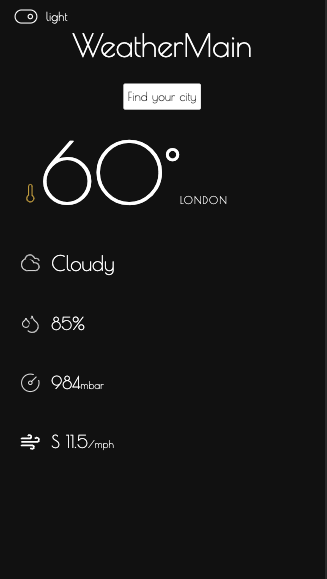 light
WeatherMain
Find your city
60°
LONDON
Cloudy
85%
984mbar
S 11.5/mph